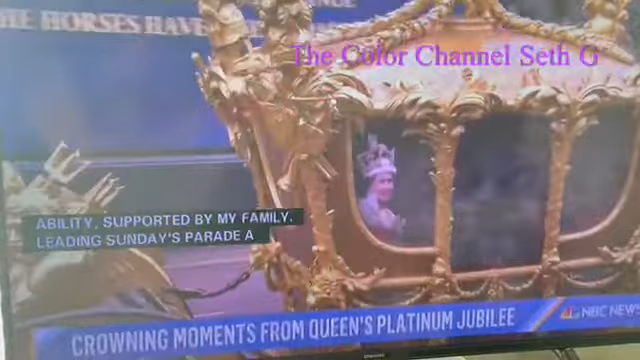 THE HORSES HAVE
The Color Channel Seth G
ABILITY, SUPPORTED BY MY FAMILY.
LEADING SUNDAY'S PARADE A
CROWNING MOMENTS FROM QUEEN'S PLATINUM JUBILEE
NBC NEWS